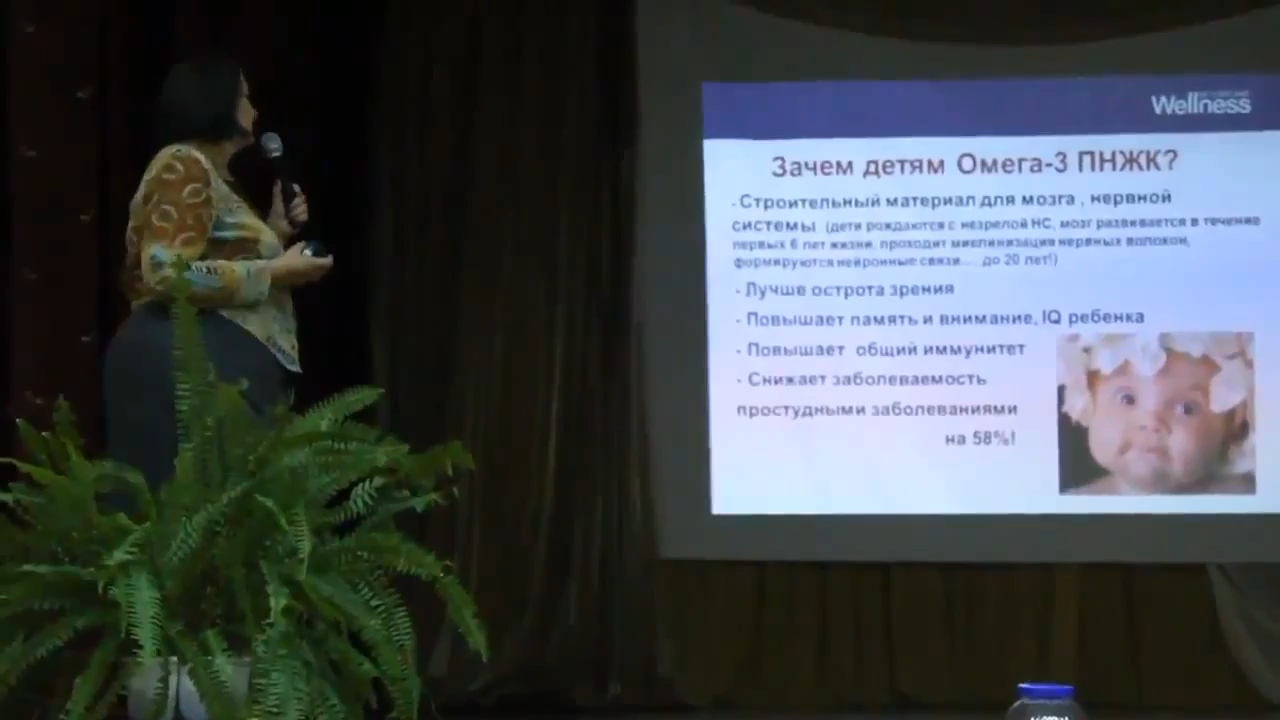 Wellness
Зачем детям Омега-3 ПНЖК?
- Строительный материал для мозга , нервной
системы (дети рождаются с незрелой НС, мозг развивается в течение
первых 6 лет жизни, проходит миелинизация нервных волокон,
формируются нейронные связи.... до 20 лет!)
- Лучше острота зрения
- Повышает память и внимание, IQ ребенка
- Повышает общий иммунитет
- Снижает заболеваемость
простудными заболеваниями
на 58%!